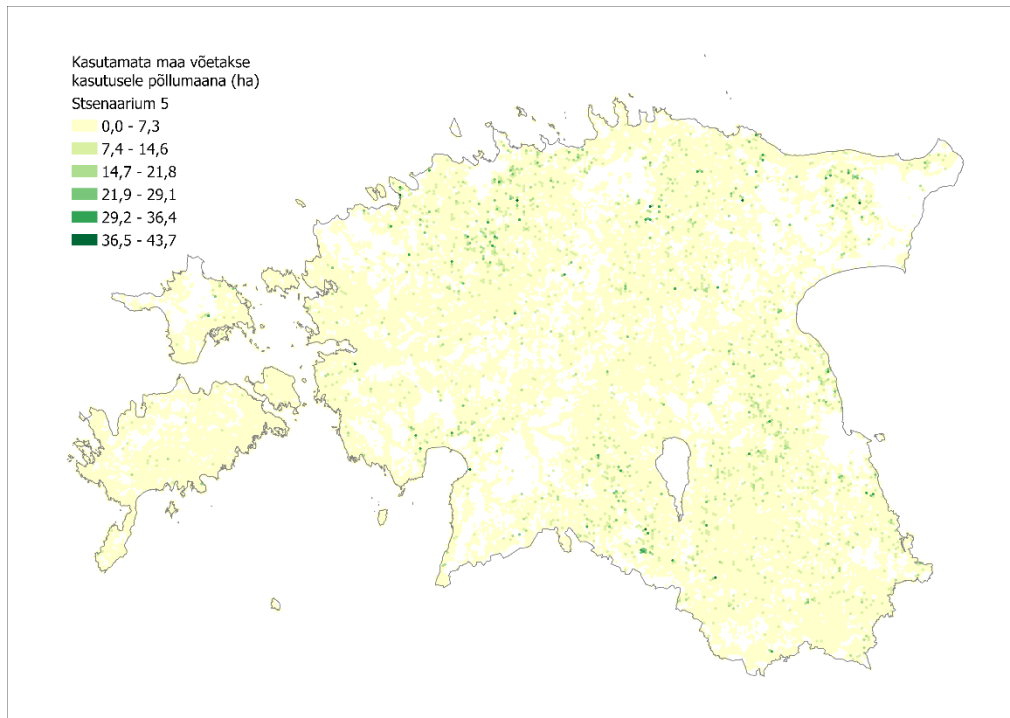 Kasutamata maa võetakse
kasutusele põllumaana (ha)
Stsenaarium 5
0,0 - 7,3
7,4 - 14,6
14,7 - 21,8
21,9 - 29,1
29,2 - 36,4
36,5 - 43,7